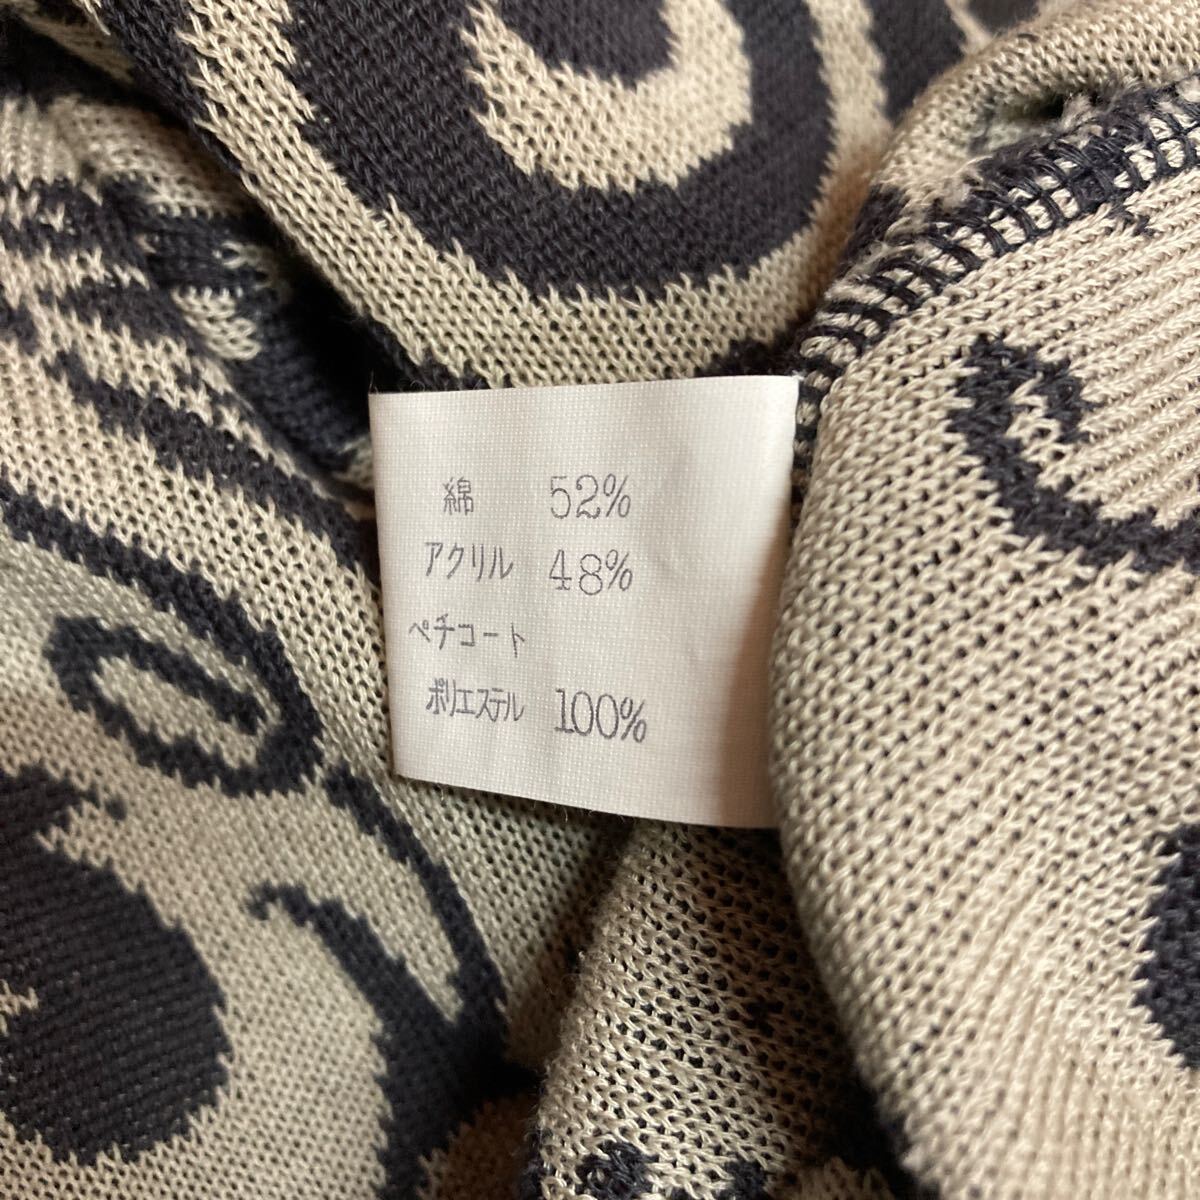 綿 52%
アクリル 48%
ペチコート
ポリエステル 100%